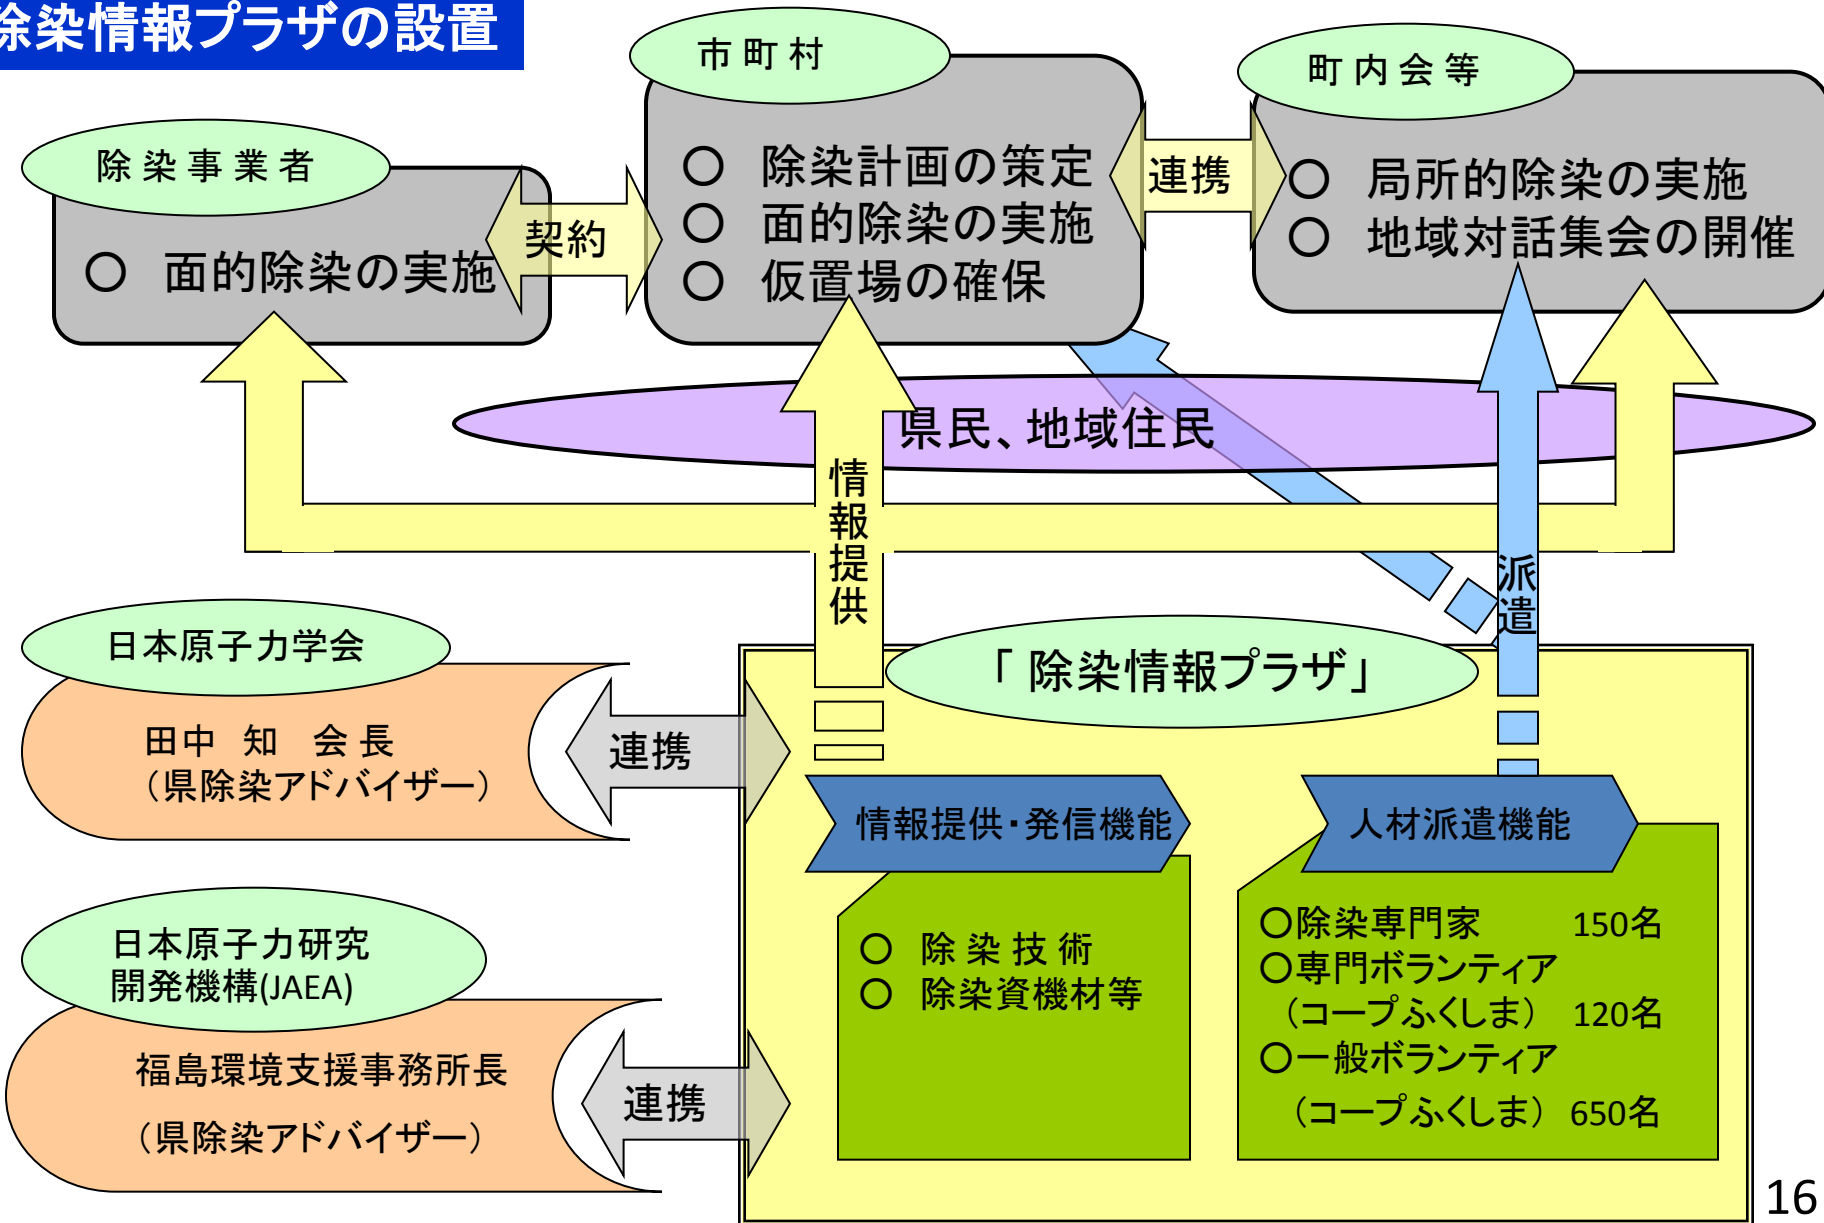 除染情報プラザの設置
市町村
○ 除染計画の策定
○ 面的除染の実施
○ 仮置場の確保
町内会等
○ 局所的除染の実施
○ 地域対話集会の開催
連携
除染事業者
○ 面的除染の実施
契約
県民、地域住民
情報提供
派遣
日本原子力学会
田中 知 会長
（県除染アドバイザー）
連携
日本原子力研究
開発機構(JAEA)
福島環境支援事務所長
（県除染アドバイザー）
連携
「除染情報プラザ」
情報提供・発信機能
○ 除染技術
○ 除染資機材等
人材派遣機能
○除染専門家 150名
○専門ボランティア
（コープふくしま） 120名
○一般ボランティア
（コープふくしま） 650名
16